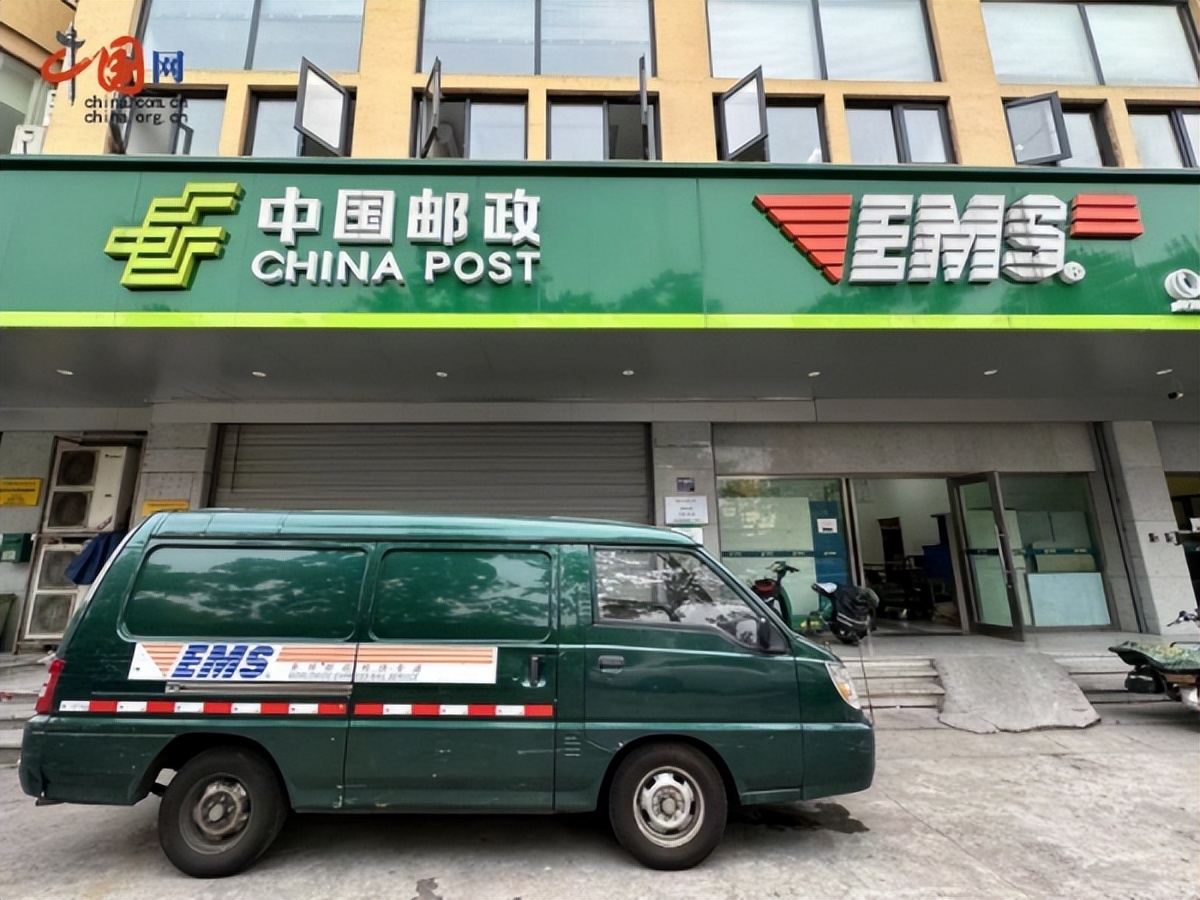 中国网
china.com.cn
china.org.cn
中国邮政
CHINA POST
EMS
EMS